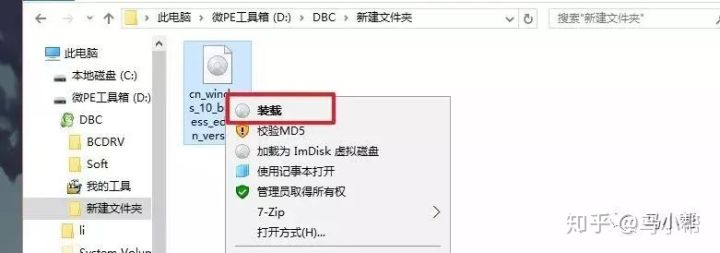 此电脑 > 微PE工具箱 (D:) > DBC > 新建文件夹
搜索"新建文件夹"
此电脑
本地磁盘 (C:)
微PE工具箱 (D:)
DBC
BCDRV
Soft
我的工具
新建文件夹
li
System Volum
cn_wind
s_10_b
ess_ed
n_vers
装载
校验MD5
加载为 ImDisk 虚拟磁盘
使用记事本打开
管理员取得所有权
7-Zip
打开方式(H)...
知乎 马小帮